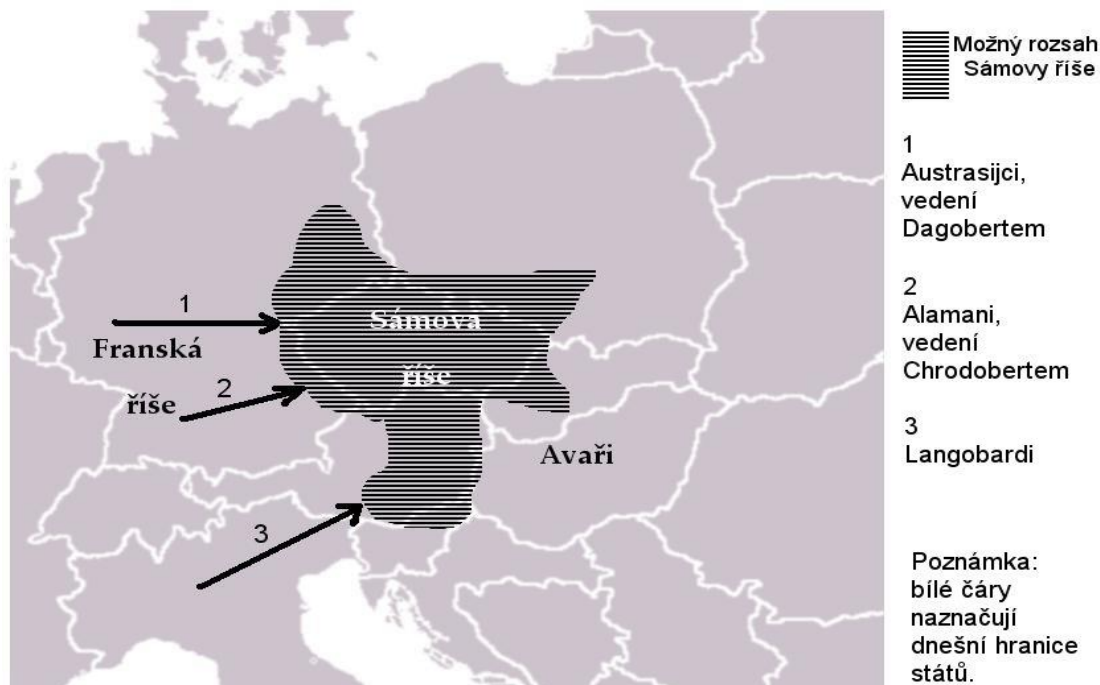 1
Franská
říše
2
Sámová
říše
Avaři
3
Možný rozsah
Sámovy říše
1
Austrasijci,
vedení
Dagobertem
2
Alamani,
vedení
Chrodobertem
3
Langobardi
Poznámka:
bílé čáry
naznačují
dnešní hranice
států.